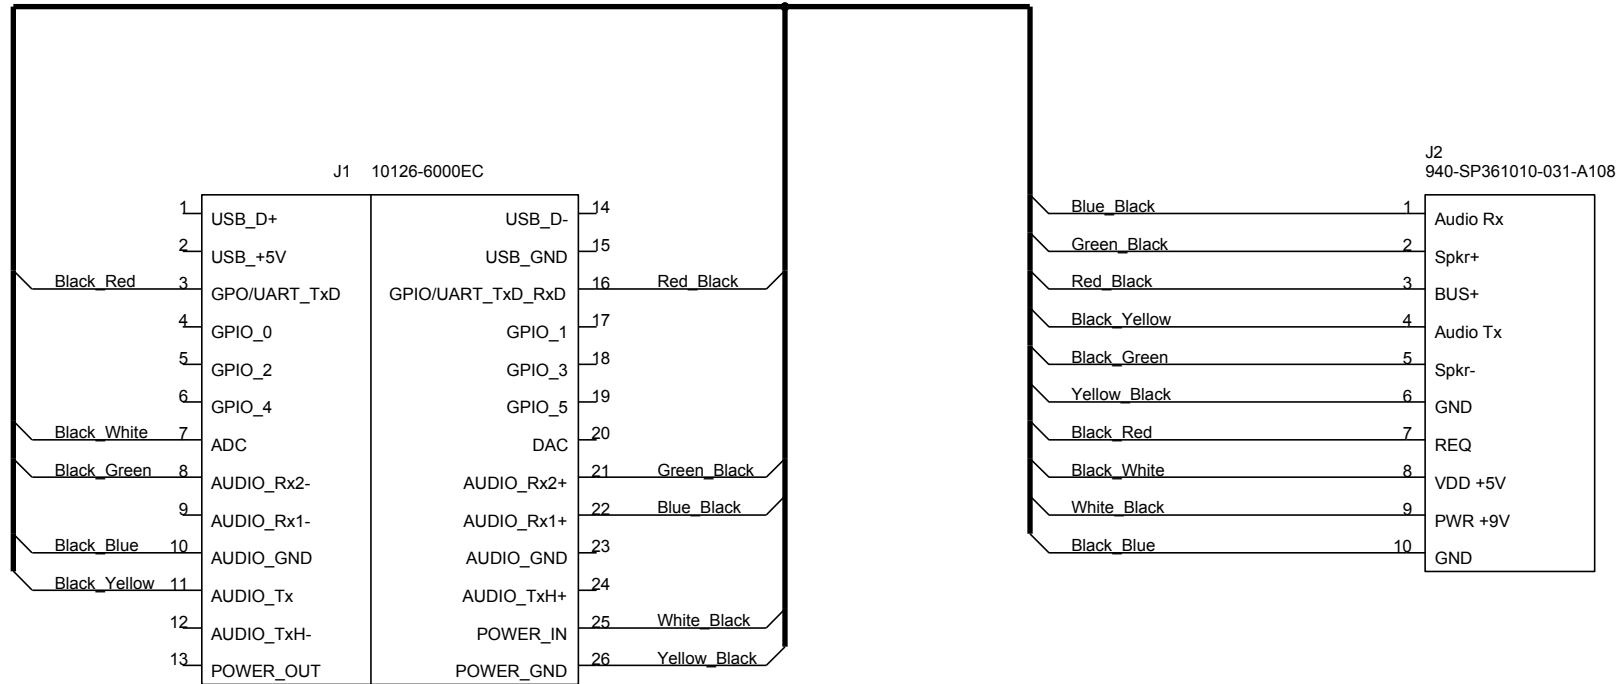 J1 10126-6000EC
1 USB_D+ USB_D- 14
2 USB_+5V USB_GND 15
Black_Red 3 GPO/UART_TxD GPIO/UART_TxD_RxD 16 Red_Black
4 GPIO_0 GPIO_1 17
5 GPIO_2 GPIO_3 18
6 GPIO_4 GPIO_5 19
Black_White 7 ADC DAC 20
Black_Green 8 AUDIO_Rx2- AUDIO_Rx2+ 21 Green_Black
9 AUDIO_Rx1- AUDIO_Rx1+ 22 Blue_Black
Black_Blue 10 AUDIO_GND AUDIO_GND 23
Black_Yellow 11 AUDIO_Tx AUDIO_TxH+ 24
12 AUDIO_TxH- POWER_IN 25 White_Black
13 POWER_OUT POWER_GND 26 Yellow_Black
J2
940-SP361010-031-A108
Blue_Black 1 Audio Rx
Green_Black 2 Spkr+
Red_Black 3 BUS+
Black_Yellow 4 Audio Tx
Black_Green 5 Spkr-
Yellow_Black 6 GND
Black_Red 7 REQ
Black_White 8 VDD +5V
White_Black 9 PWR +9V
Black_Blue 10 GND